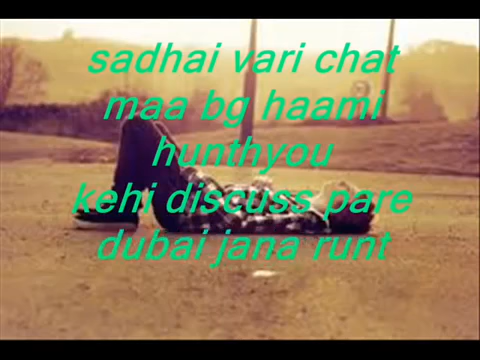 sadhai vari chat
maa bg haami
hunthyou
kehi discuss pare
dubai jana runt